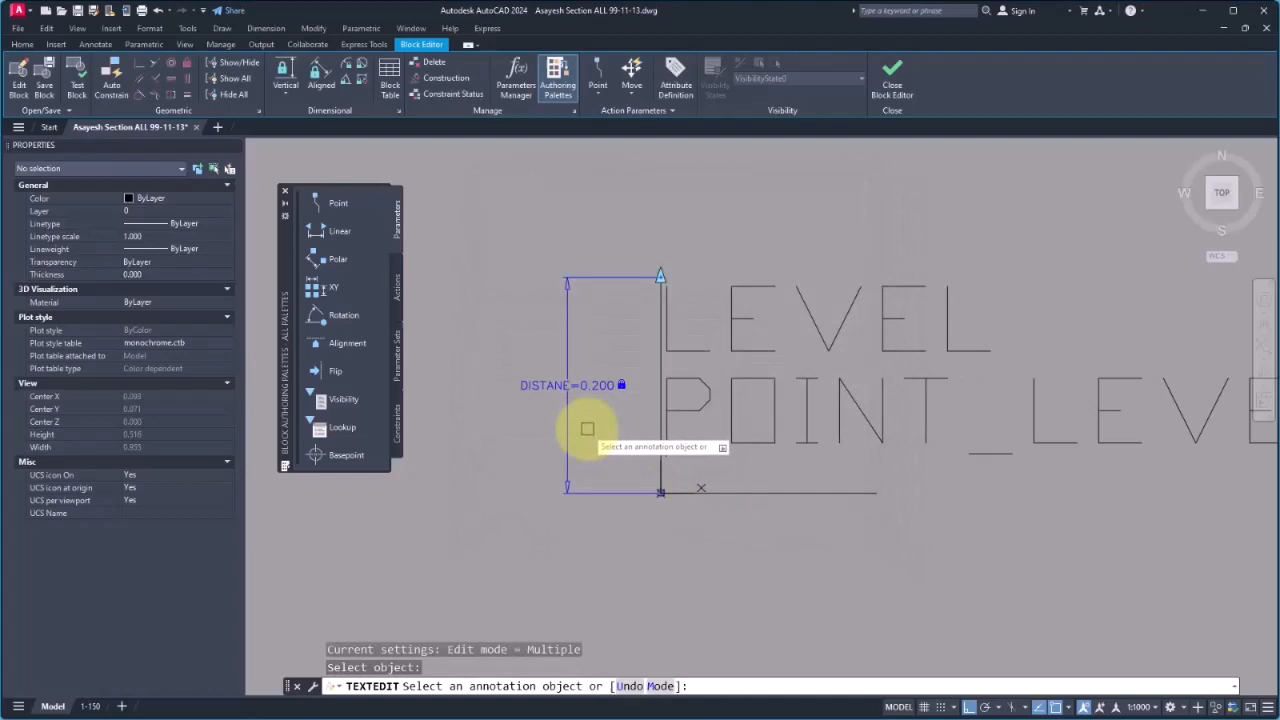 A Share Autodesk AutoCAD 2024 Asayesh Section ALL 99-11-13.dwg Type a keyword or phrase Sign In
File Edit View Insert Format Tools Draw Dimension Modify Parametric Window Help Express
Home Insert Annotate Parametric View Manage Output Collaborate Express Tools Block Editor
Edit Block
Save Block
Test Block
Auto Constrain
Show/Hide
Show All
Hide All
Vertical
Aligned
Delete
Construction
Constraint Status
Block Table
Parameters Manager
Authoring Palettes
Point
Move
Attribute Definition
Visibility States
VisibilityState0
Close Block Editor
Open/Save Geometric Dimensional Manage Action Parameters Visibility Close
Start Asayesh Section ALL 99-11-13*
PROPERTIES
No selection
General
Color ByLayer
Layer 0
Linetype ByLayer
Linetype scale 1.000
Lineweight ByLayer
Transparency ByLayer
Thickness 0.000
3D Visualization
Material ByLayer
Plot style
Plot style ByColor
Plot style table monochrome.ctb
Plot table attached to Model
Plot table type Color dependent
View
Center X 0.093
Center Y 0.071
Center Z 0.000
Height 0.516
Width 0.955
Misc
UCS icon On Yes
UCS icon at origin Yes
UCS per viewport Yes
UCS Name
BLOCK AUTHORING PALETTES - ALL PALETTES
Point
Linear
Polar
XY
Rotation
Alignment
Flip
Visibility
Lookup
Basepoint
Parameters
Actions
Parameter Sets
Constraints
N
W TOP E
S
WCS
LEVEL
DISTANE=0.200
POINT_LEVE
Select an annotation object or
X
Current settings: Edit mode = Multiple
Select object:
TEXTEDIT Select an annotation object or [Undo Mode]:
Model 1-150 MODEL 1:1000